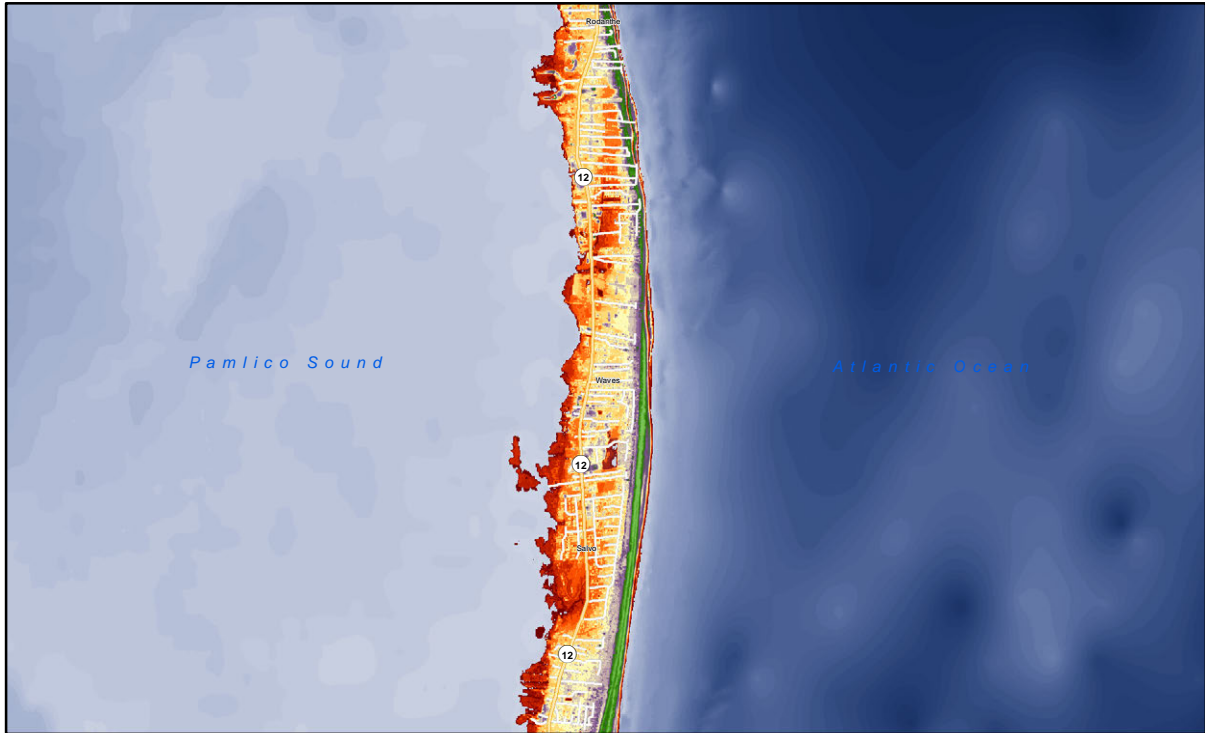 Rodanthe
12
Pamlico Sound
Atlantic Ocean
Waves
12
Salvo
12